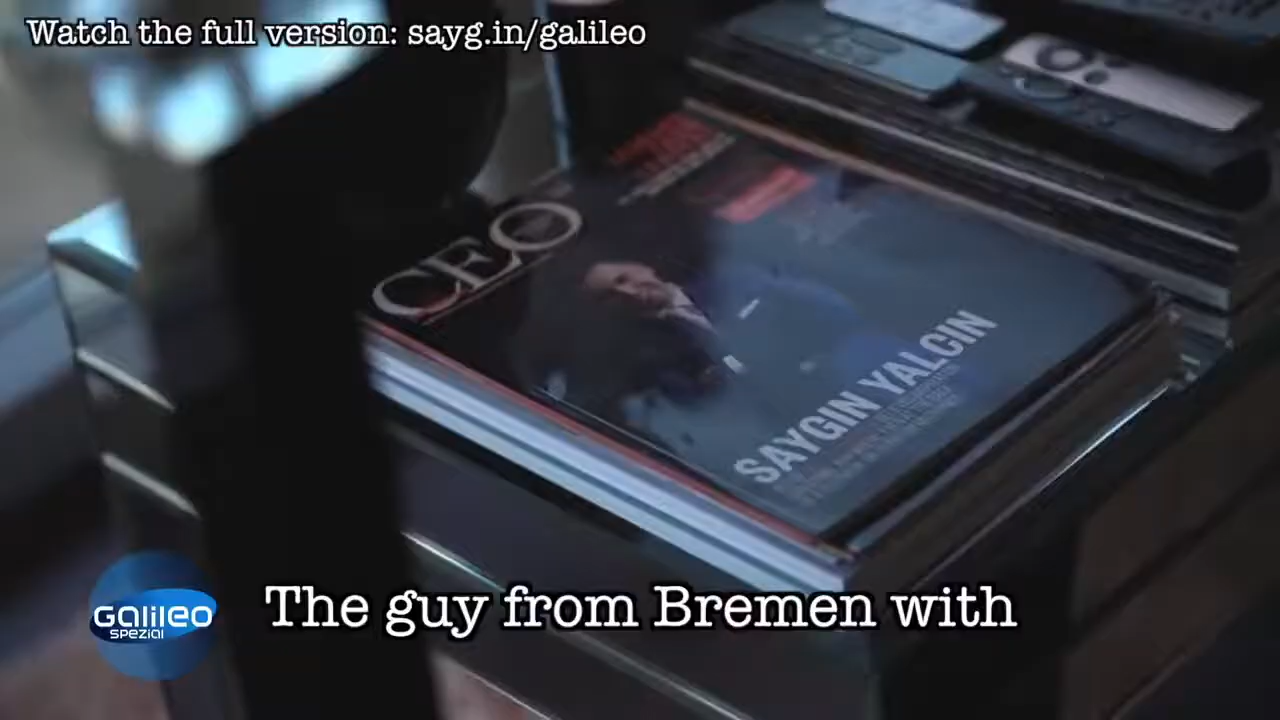 Watch the full version: sayg.in/galileo
CEO
SAYGIN YALCIN
Galileo
SPEZIAL
The guy from Bremen with